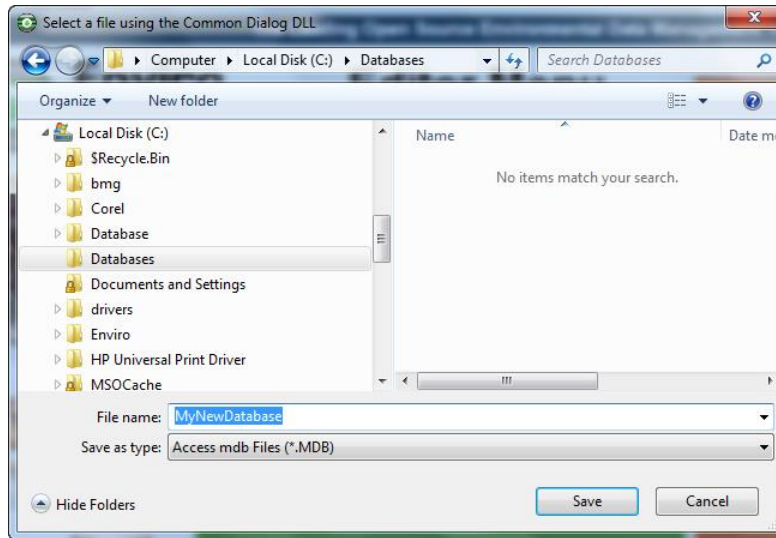 Select a file using the Common Dialog DLL
Computer Local Disk (C:) Databases Search Databases
Organize New folder
Local Disk (C:)
$Recycle.Bin
bmg
Corel
Database
Databases
Documents and Settings
drivers
Enviro
HP Universal Print Driver
MSOCache
Name Date
No items match your search.
File name: MyNewDatabase
Save as type: Access mdb Files (*.MDB)
Hide Folders Save Cancel